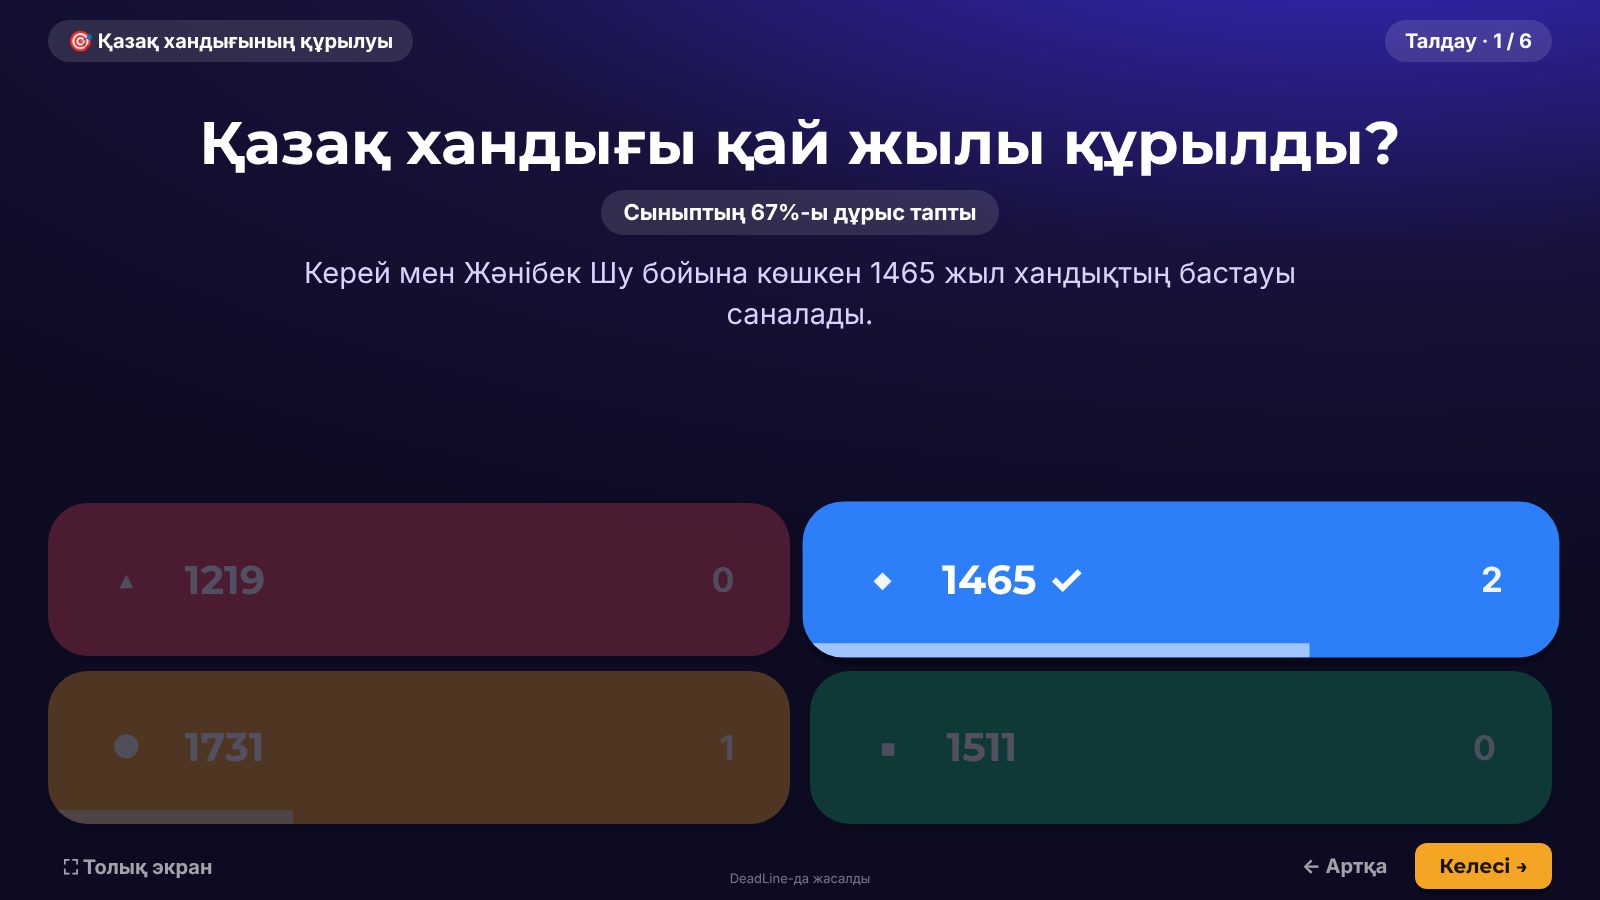 🎯 Қазақ хандығының құрылуы
Талдау · 1 / 6
Қазақ хандығы қай жылы құрылды?
Сыныптың 67%-ы дұрыс тапты
Керей мен Жәнібек Шу бойына көшкен 1465 жыл хандықтың бастауы
саналады.
▲ 1219 0
◆ 1465 ✓ 2
● 1731 1
■ 1511 0
⛶ Толық экран
DeadLine-да жасалды
← Артқа
Келесі →